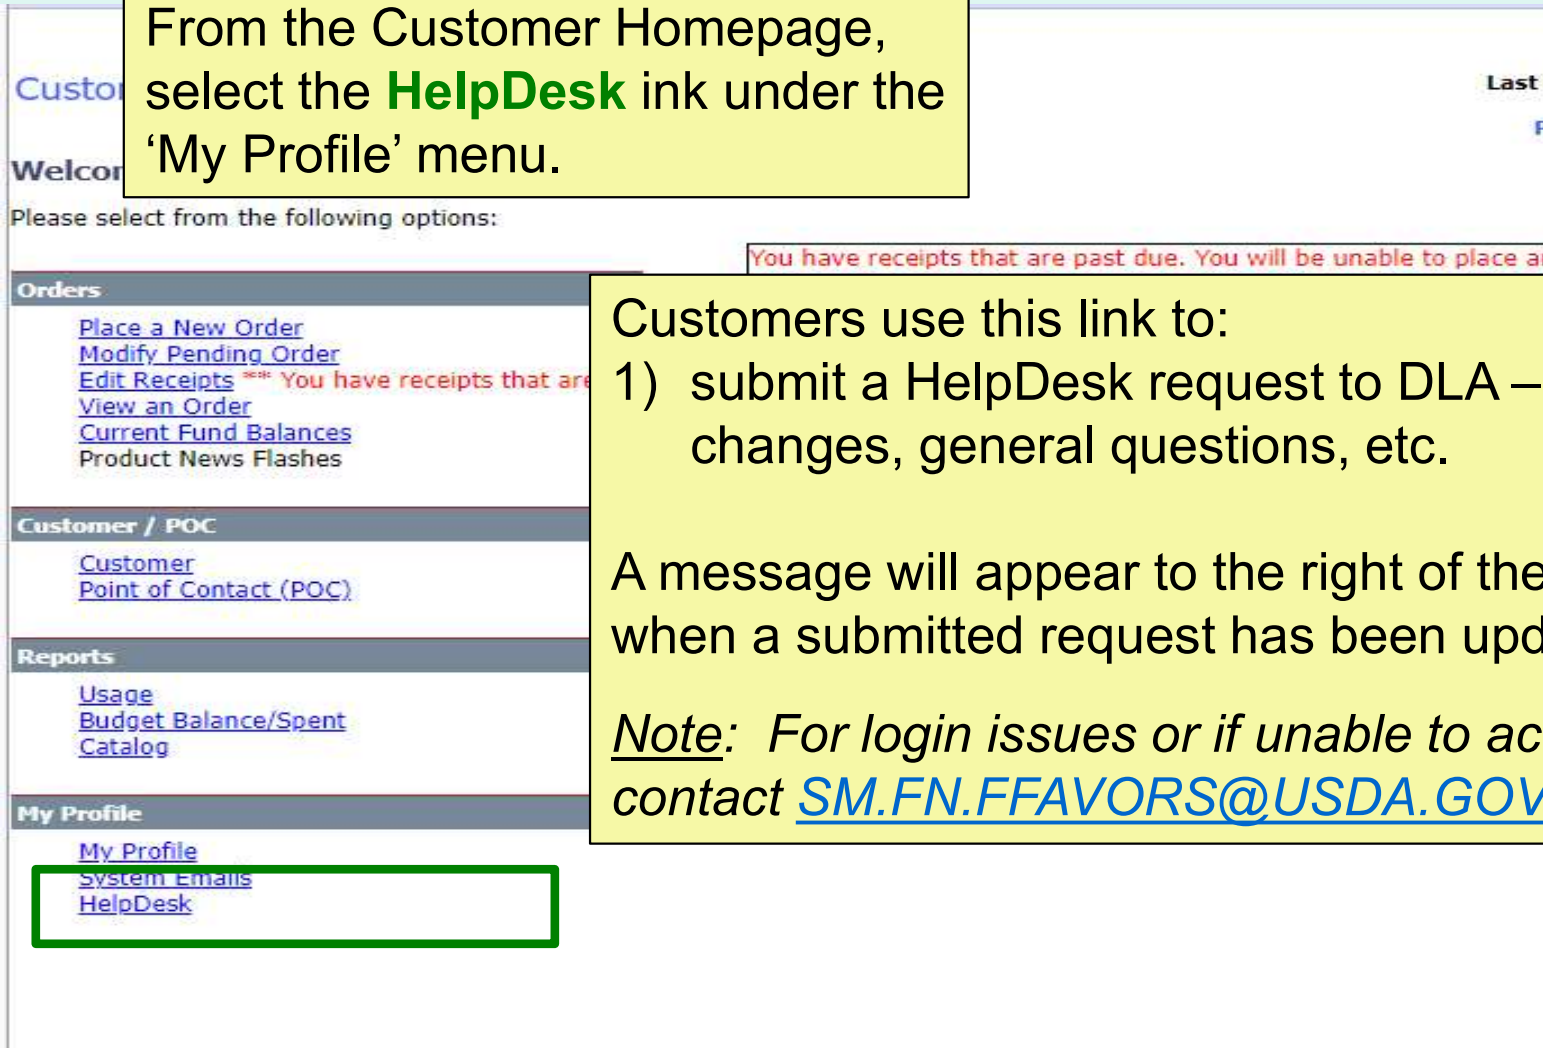 From the Customer Homepage,
select the HelpDesk ink under the
‘My Profile’ menu.
Last
Please select from the following options:
You have receipts that are past due. You will be unable to place
Orders
Place a New Order
Modify Pending Order
Edit Receipts ** You have receipts that are
View an Order
Current Fund Balances
Product News Flashes
Customer / POC
Customer
Point of Contact (POC)
Reports
Usage
Budget Balance/Spent
Catalog
My Profile
My Profile
System Emails
HelpDesk
Customers use this link to:
1) submit a HelpDesk request to DLA –
changes, general questions, etc.
A message will appear to the right of the
when a submitted request has been
Note: For login issues or if unable to
contact SM.FN.FFAVORS@USDA.GOV